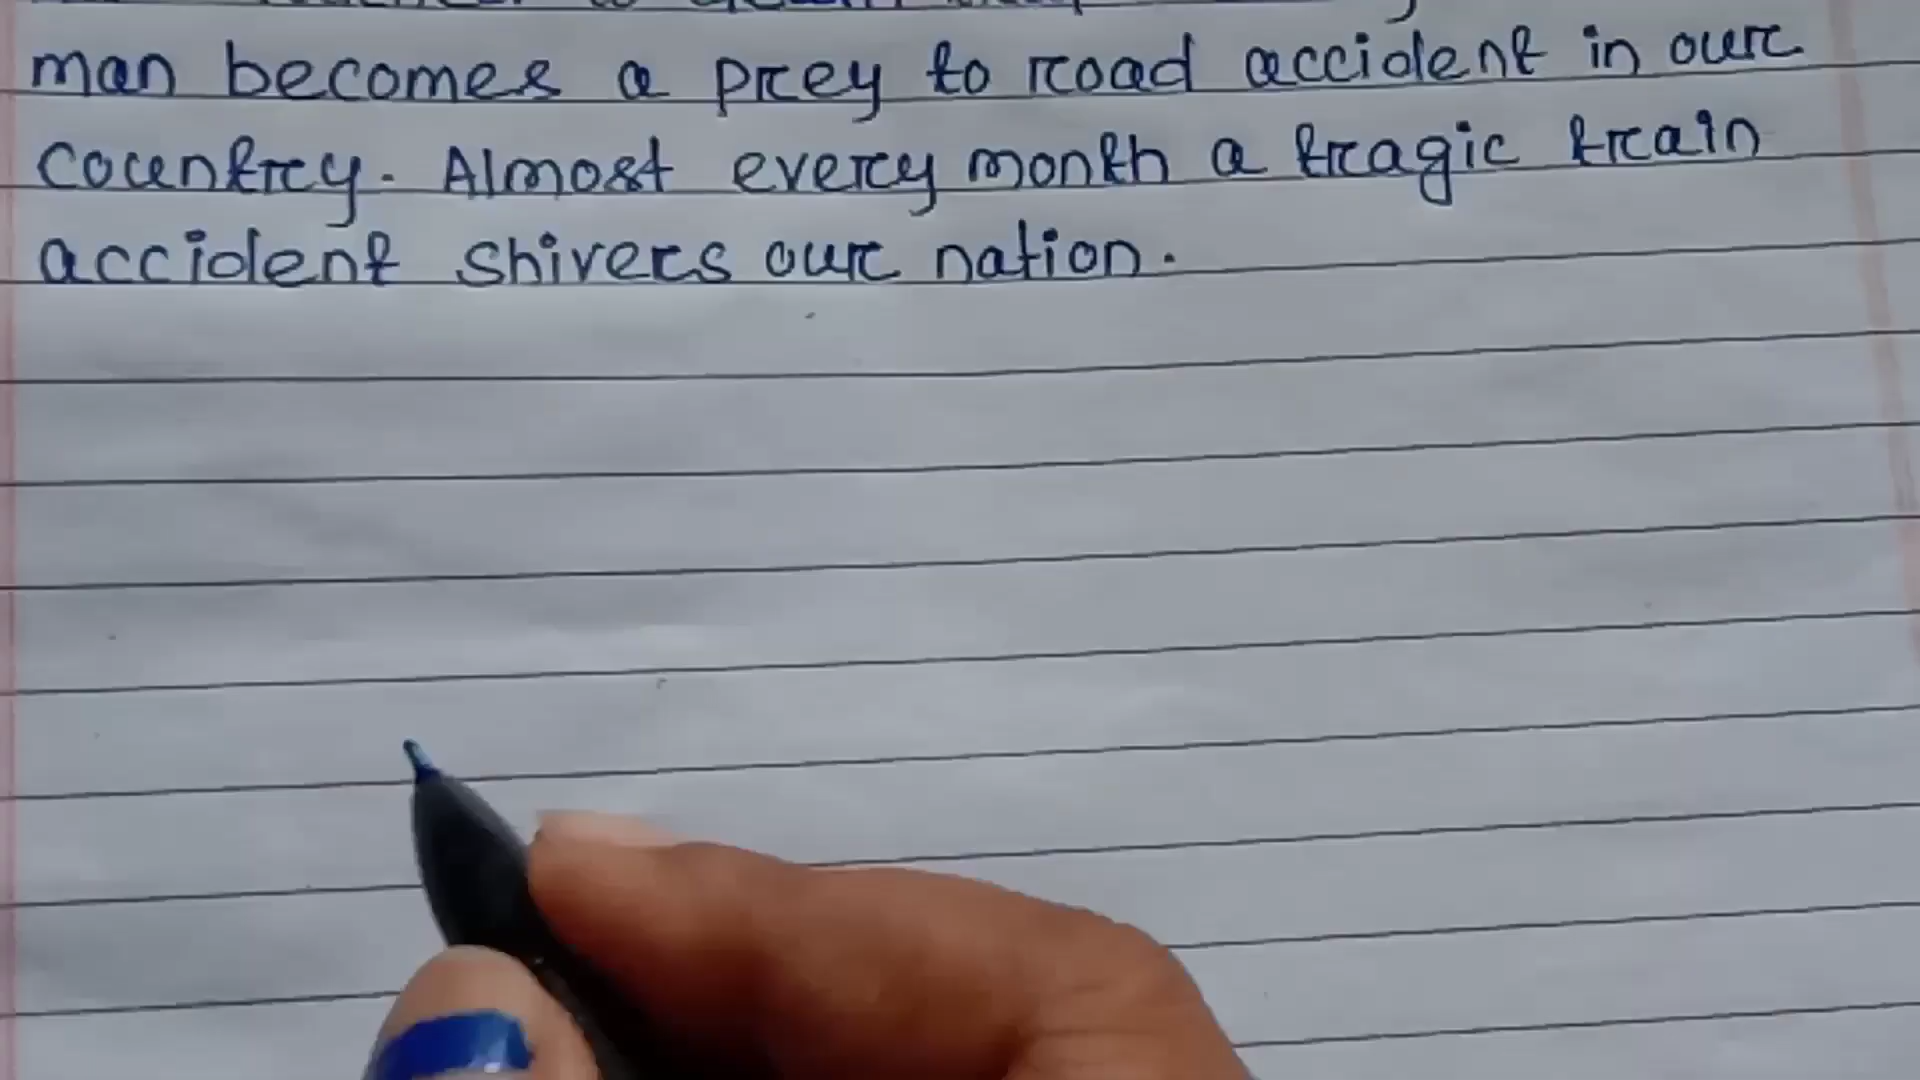 man becomes a prey to road accident in our
country. Almost every month a tragic train
accident shivers our nation.